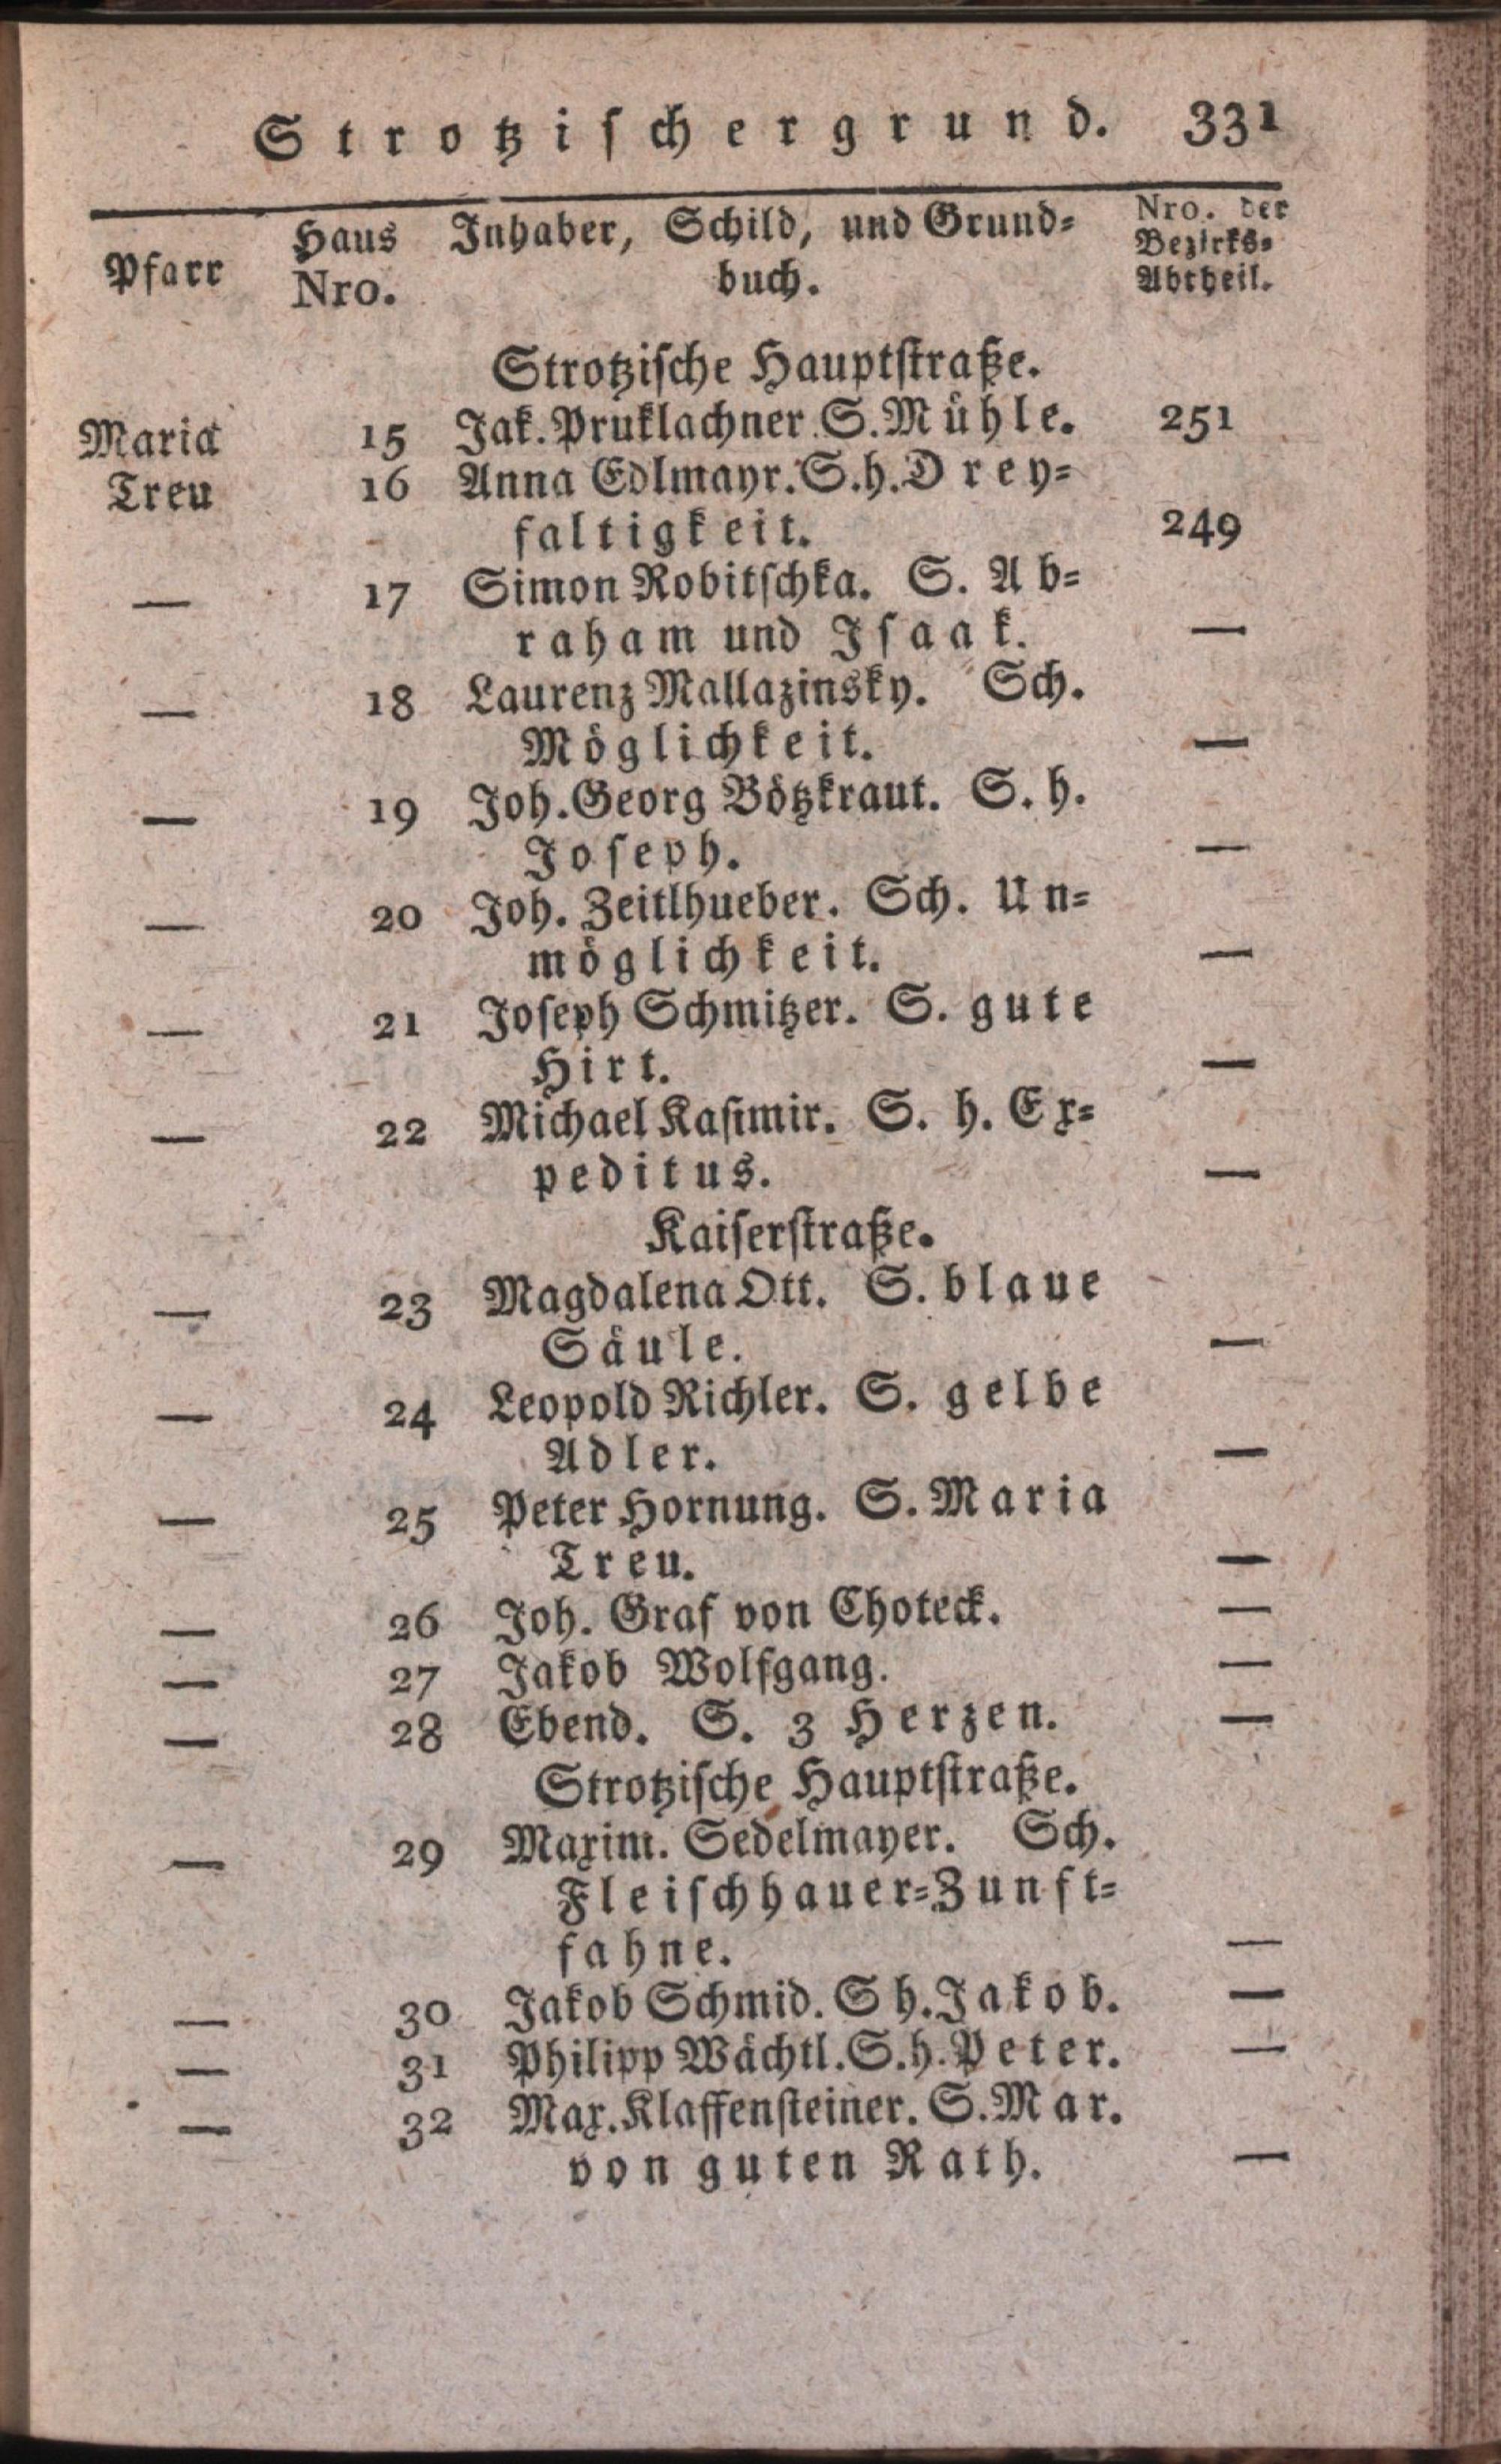 Strotzischergrund. 331
Pfarr Haus Nro. Inhaber, Schild, und Grund= buch. Nro. der Bezirks= Abtheil.
Strotzische Hauptstraße.
Maria 15 Jak. Pruklachner. S. Mühle. 251
Treu 16 Anna Edlmayr. S. h. Drey=
faltigkeit. 249
— 17 Simon Robitschka. S. Ab=
raham und Isaak. —
— 18 Laurenz Mallazinsky. Sch.
Möglichkeit. —
— 19 Joh. Georg Bötzkraut. S. h.
Joseph. —
— 20 Joh. Zeitlhueber. Sch. Un=
möglichkeit. —
— 21 Joseph Schmitzer. S. gute
Hirt. —
— 22 Michael Kasimir. S. h. Ex=
peditus. —
Kaiserstraße.
— 23 Magdalena Ott. S. blaue
Säule. —
— 24 Leopold Richler. S. gelbe
Adler. —
— 25 Peter Hornung. S. Maria
Treu. —
— 26 Joh. Graf von Choteck. —
— 27 Jakob Wolfgang. —
— 28 Ebend. S. 3 Herzen. —
Strotzische Hauptstraße.
— 29 Maxim. Sedelmayer. Sch.
Fleischhauer=Zunft=
fahne. —
— 30 Jakob Schmid. S h. Jakob. —
— 31 Philipp Wächtl. S. h. Peter. —
— 32 Max. Klaffensteiner. S. Mar.
von guten Rath. —